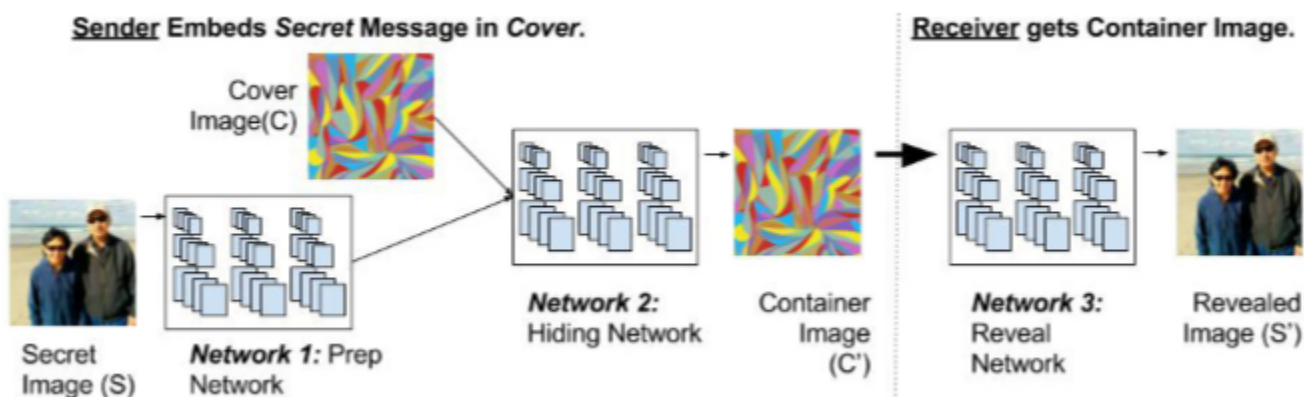 Sender Embeds Secret Message in Cover.
Receiver gets Container Image.
Cover
Image(C)
Secret
Image (S)
Network 1: Prep
Network
Network 2:
Hiding Network
Container
Image
(C')
Network 3:
Reveal
Network
Revealed
Image (S')